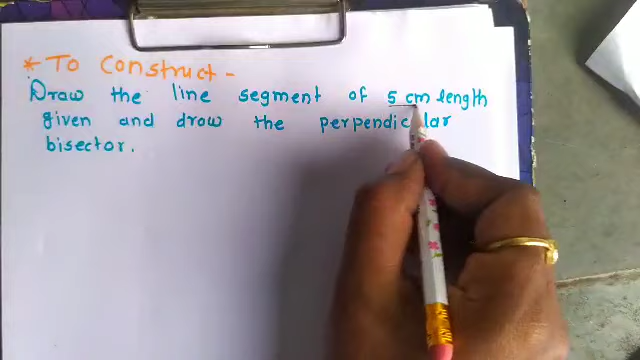 * To Construct -
Draw the line segment of 5 cm length
given and draw the perpendicular
bisector.